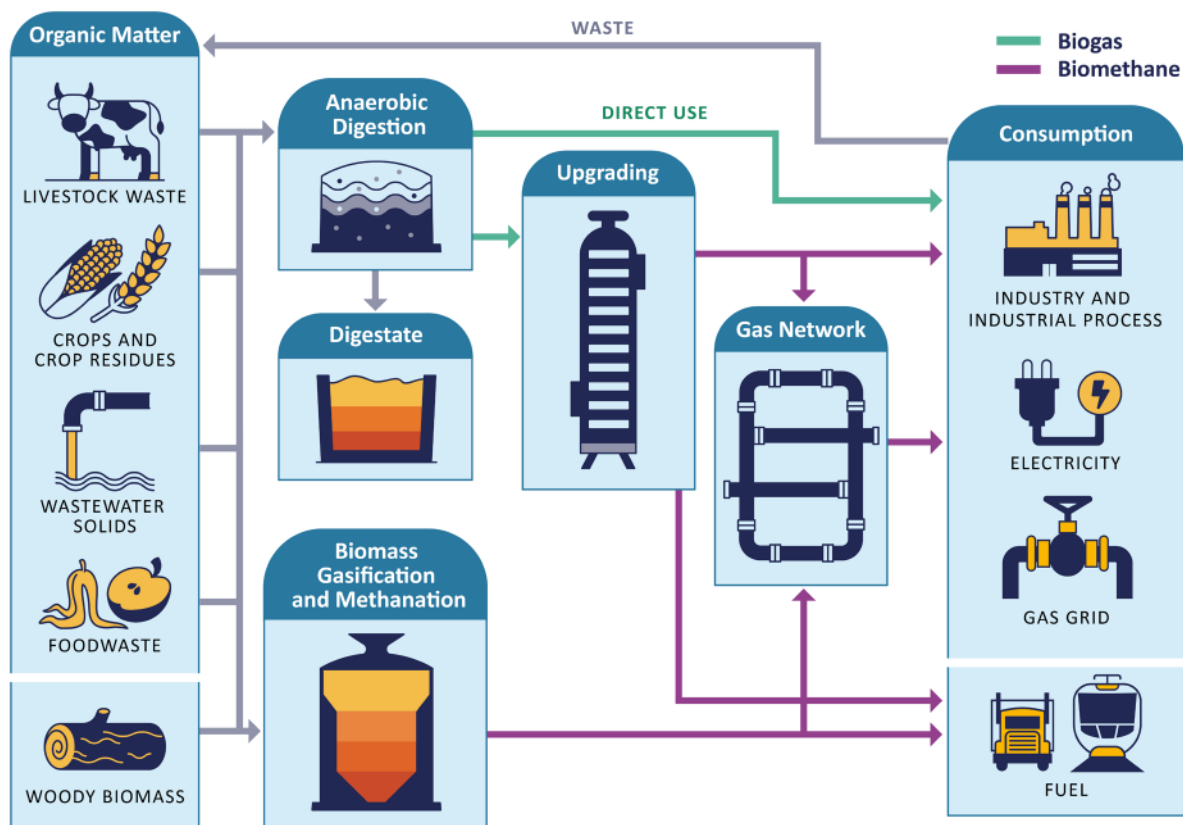 Organic Matter
LIVESTOCK WASTE
CROPS AND
CROP RESIDUES
WASTEWATER
SOLIDS
FOODWASTE
WOODY BIOMASS
WASTE
Biogas
Biomethane
Anaerobic
Digestion
DIRECT USE
Upgrading
Digestate
Biomass
Gasification
and Methanation
Gas Network
Consumption
INDUSTRY AND
INDUSTRIAL PROCESS
ELECTRICITY
GAS GRID
FUEL